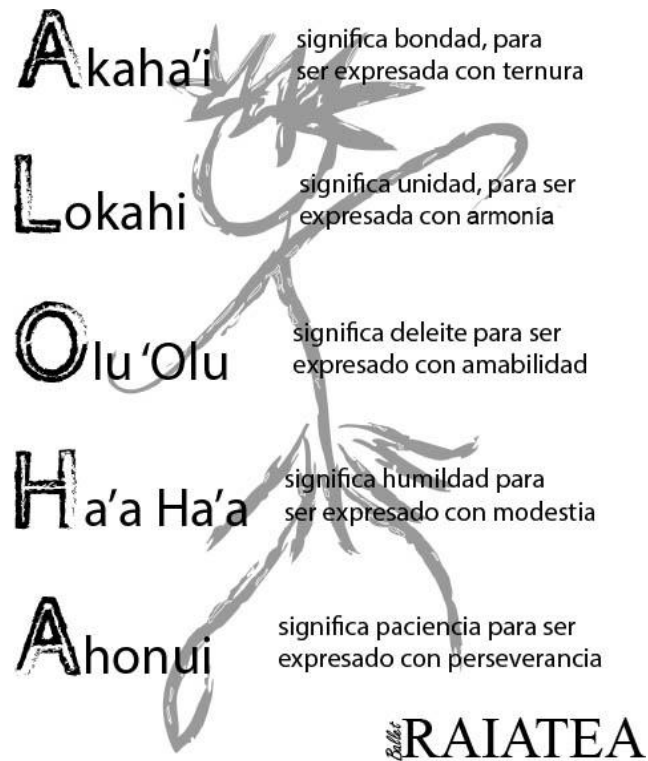 Akaha'i
significa bondad, para
ser expresada con ternura
Lokahi
significa unidad, para ser
expresada con armonía
Olu 'Olu
significa deleite para ser
expresado con amabilidad
Ha'a Ha'a
significa humildad para
ser expresado con modestia
Ahonui
significa paciencia para ser
expresado con perseverancia
Ballet RAIATEA